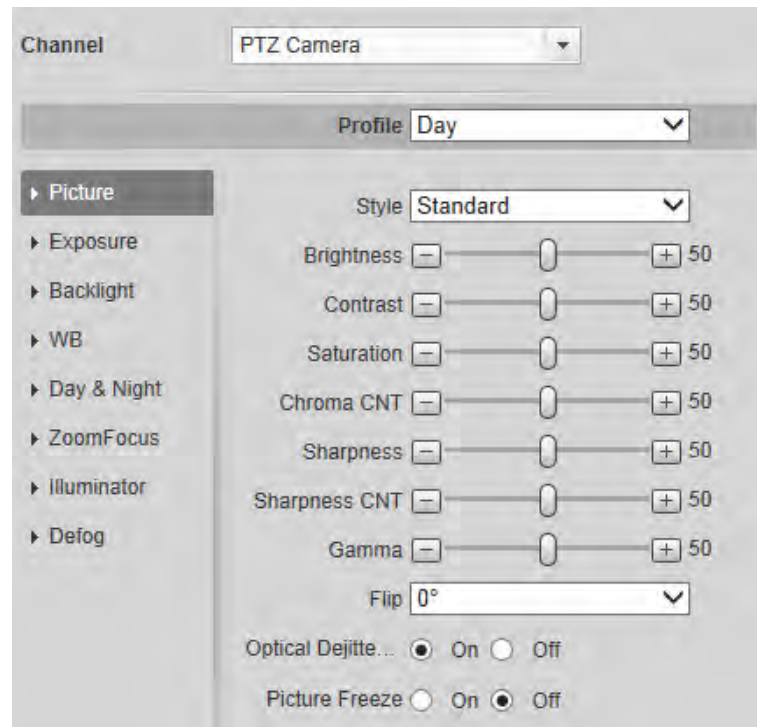 Channel PTZ Camera
Profile Day
Picture
Exposure
Backlight
WB
Day & Night
ZoomFocus
Illuminator
Defog
Style Standard
Brightness - + 50
Contrast - + 50
Saturation - + 50
Chroma CNT - + 50
Sharpness - + 50
Sharpness CNT - + 50
Gamma - + 50
Flip 0°
Optical Dejitte... On Off
Picture Freeze On Off